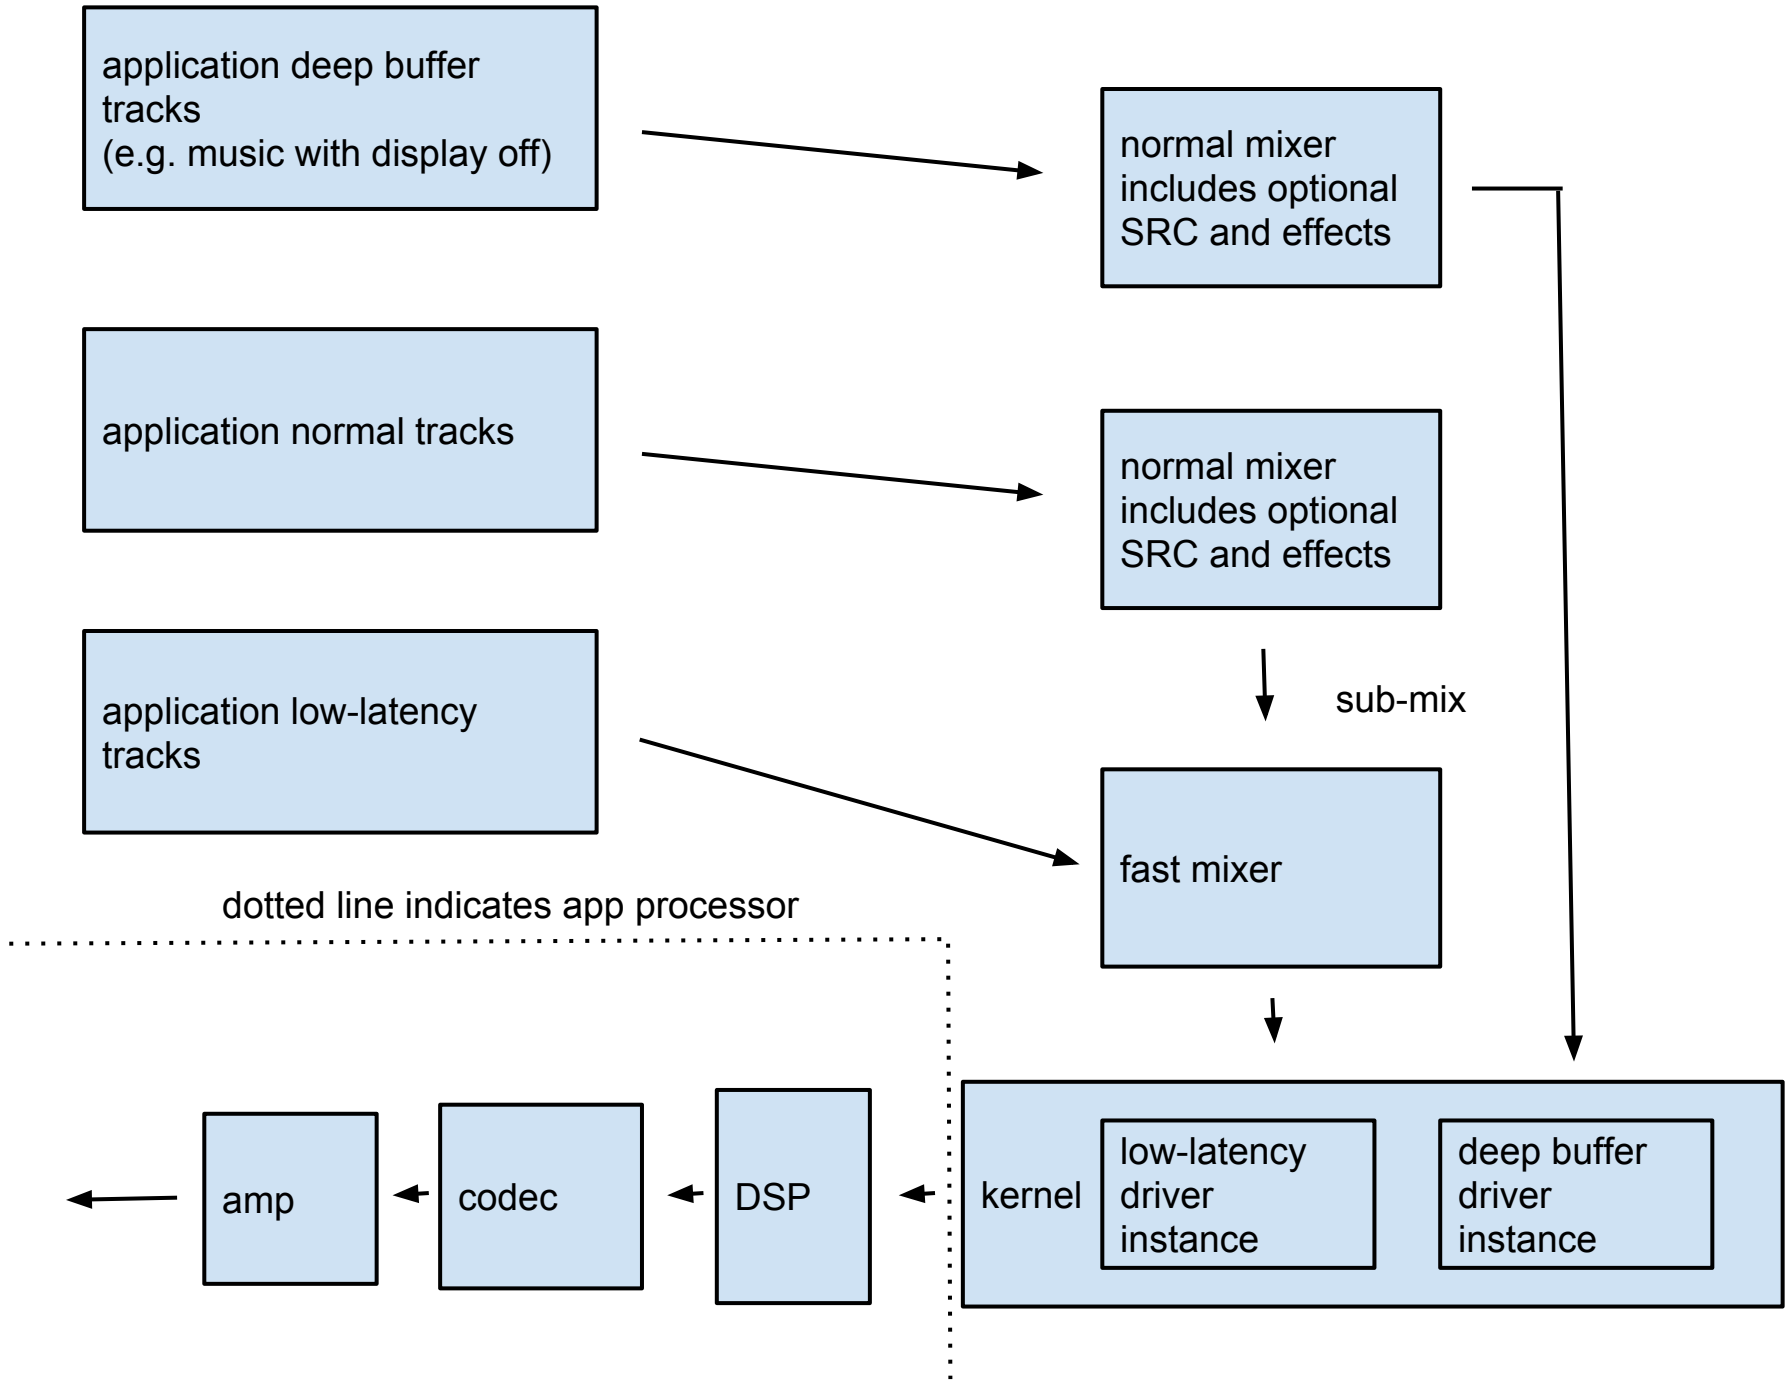 application deep buffer
tracks
(e.g. music with display off)
normal mixer
includes optional
SRC and effects
application normal tracks
normal mixer
includes optional
SRC and effects
application low-latency
tracks
sub-mix
fast mixer
dotted line indicates app processor
amp
codec
DSP
kernel
low-latency
driver
instance
deep buffer
driver
instance